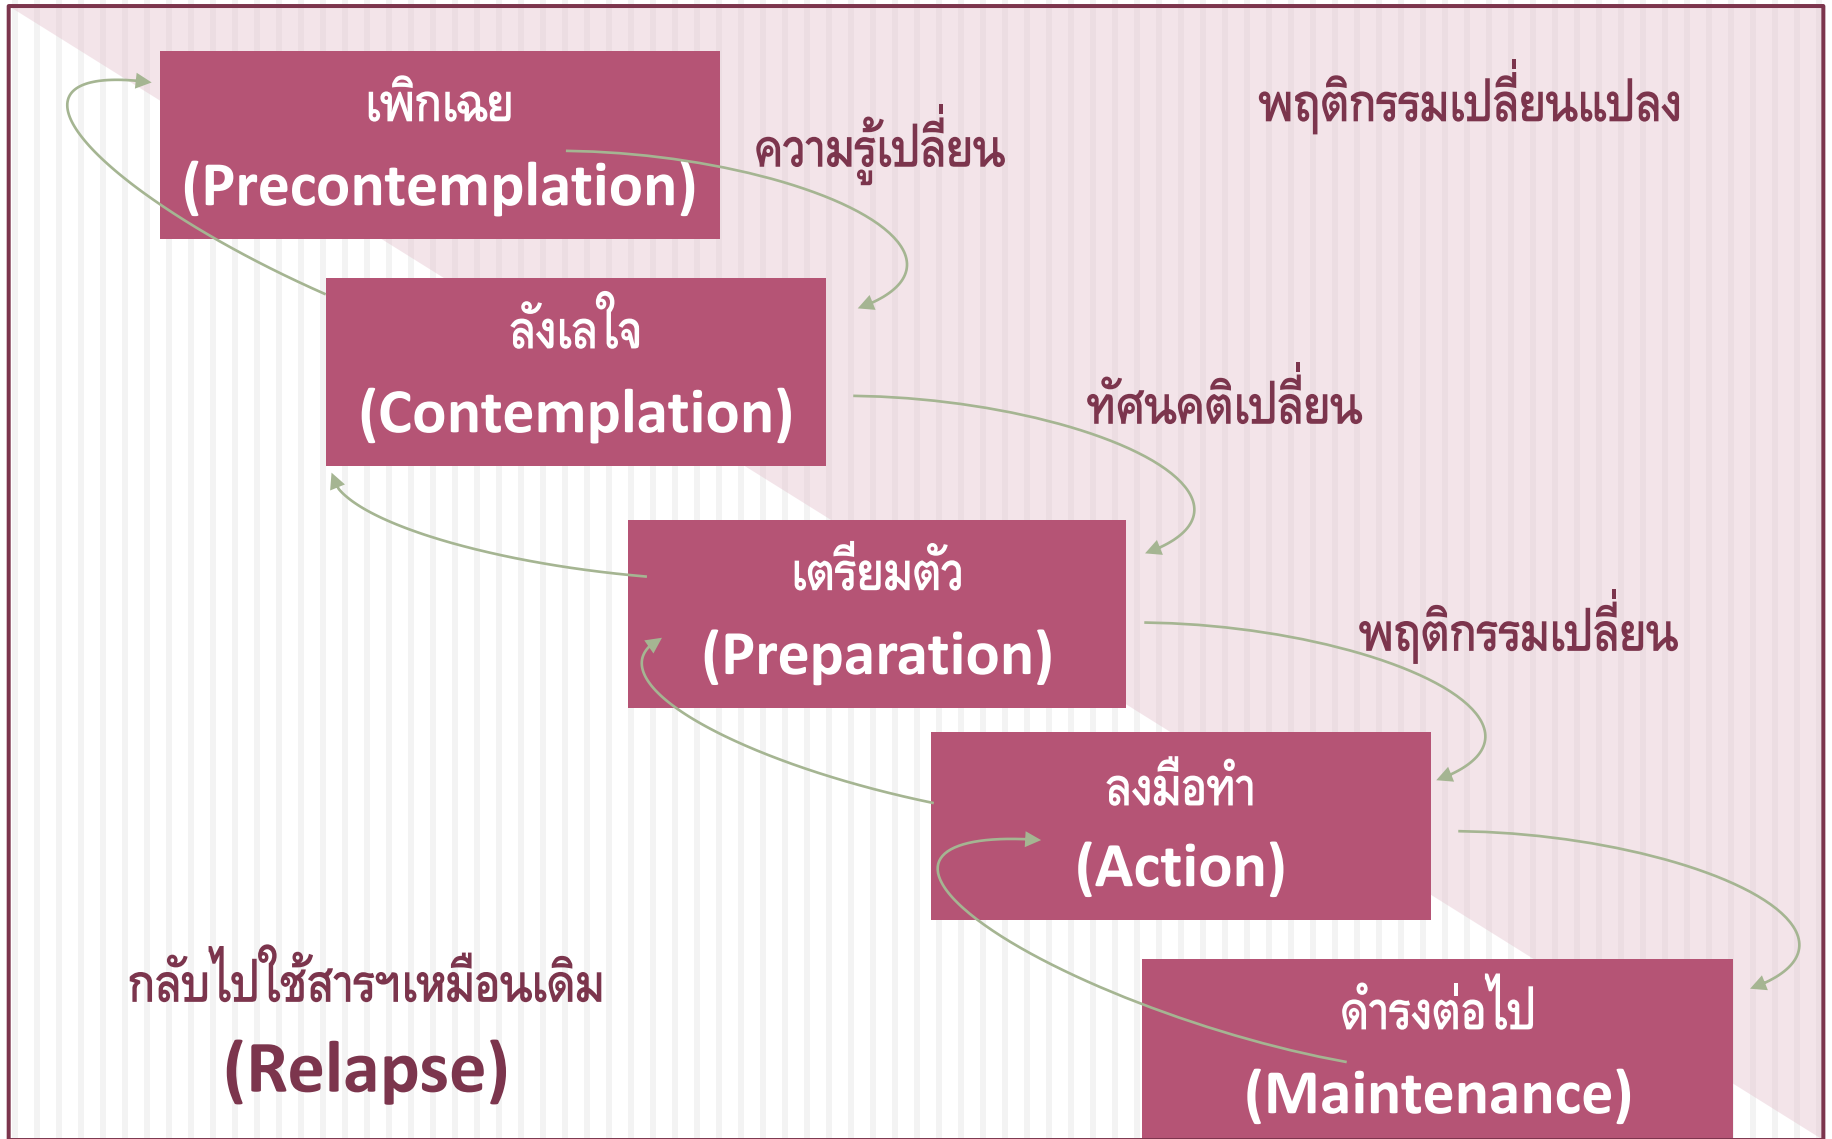 เพิกเฉย
(Precontemplation)
พฤติกรรมเปลี่ยนแปลง
ความรู้เปลี่ยน
ลังเลใจ
(Contemplation)
ทัศนคติเปลี่ยน
เตรียมตัว
(Preparation)
พฤติกรรมเปลี่ยน
ลงมือทำ
(Action)
กลับไปใช้สารฯเหมือนเดิม
(Relapse)
ดำรงต่อไป
(Maintenance)